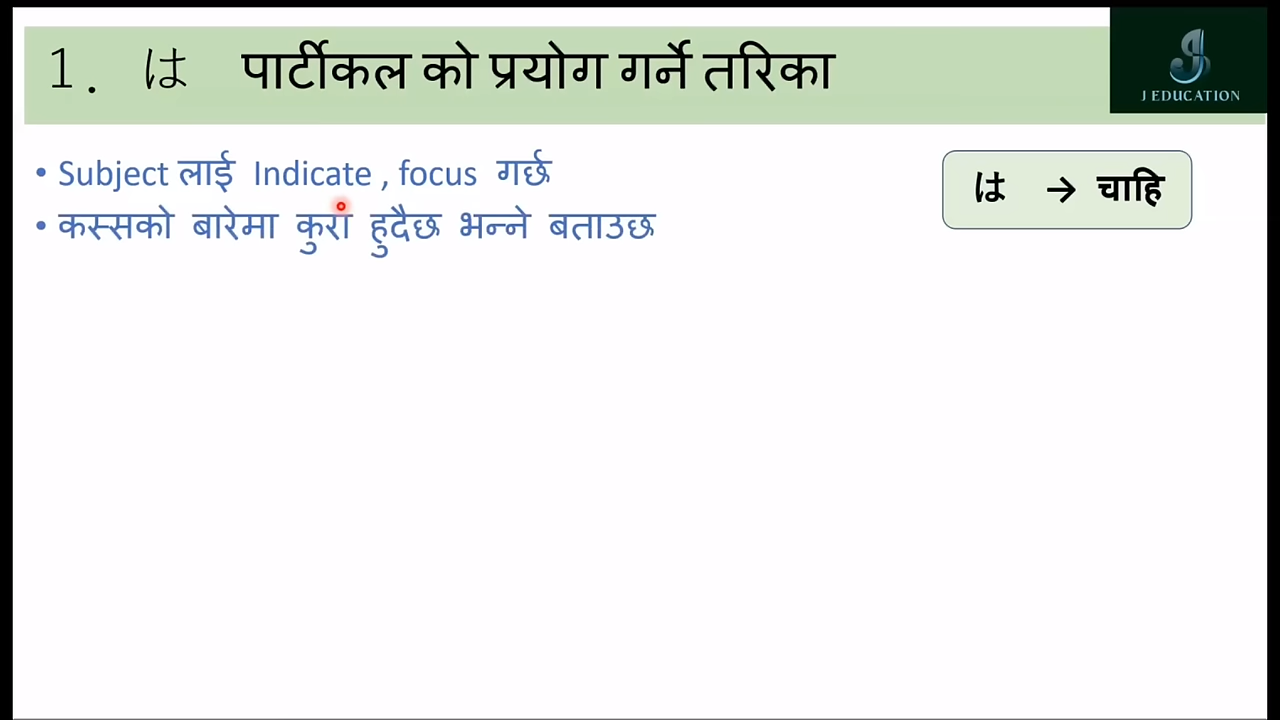 1. は पार्टीकल को प्रयोग गर्ने तरिका
J EDUCATION
• Subject लाई Indicate , focus गर्छ
は → चाहि
• कस्सको बारेमा कुरा हुदैछ भन्ने बताउछ